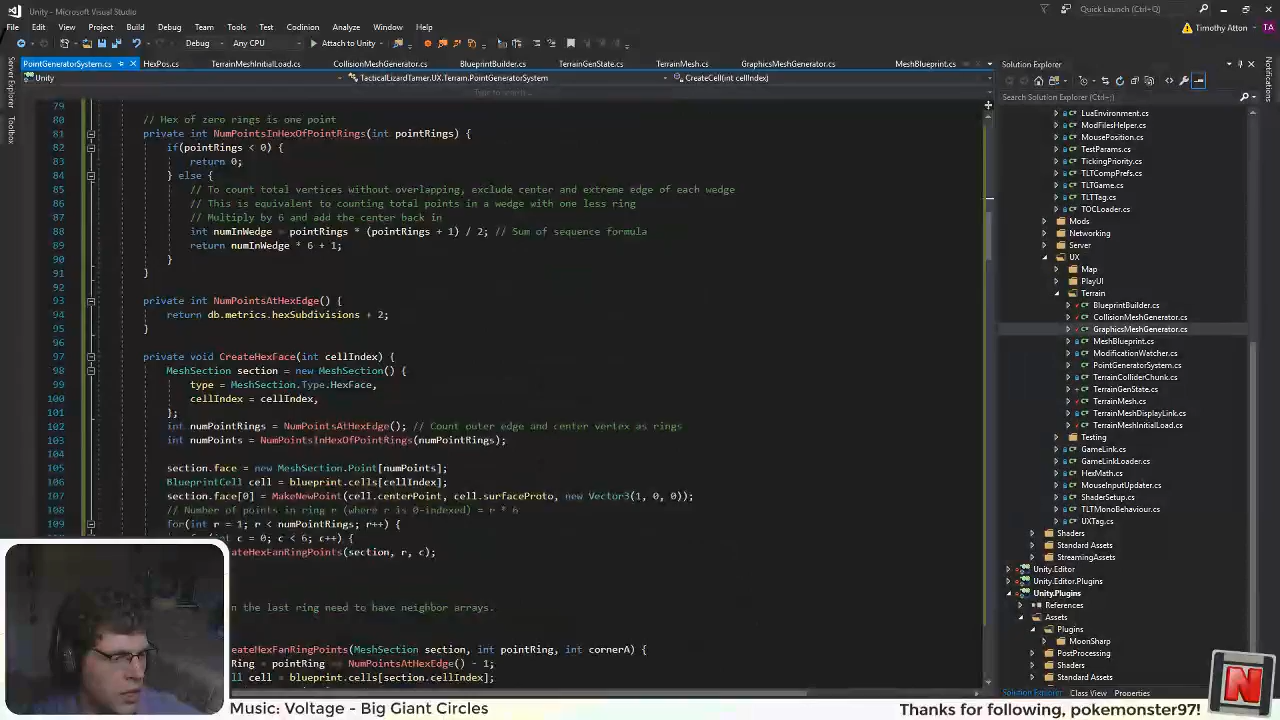 Unity - Microsoft Visual Studio
Quick Launch (Ctrl+Q)
File Edit View Project Build Debug Team Tools Test Codinion Analyze Window Help
Timothy Atton TA
Debug Any CPU Attach to Unity
PointGeneratorSystem.cs HexPos.cs TerrainMeshInitialLoad.cs CollisionMeshGenerator.cs BlueprintBuilder.cs TerrainGenState.cs TerrainMesh.cs GraphicsMeshGenerator.cs MeshBlueprint.cs
Unity TacticalLizardTamer.UX.Terrain.PointGeneratorSystem CreateCell(int cellIndex)
Type to search...
Server Explorer
Toolbox
79
80 // Hex of zero rings is one point
81 private int NumPointsInHexOfPointRings(int pointRings) {
82 if(pointRings < 0) {
83 return 0;
84 } else {
85 // To count total vertices without overlapping, exclude center and extreme edge of each wedge
86 // This is equivalent to counting total points in a wedge with one less ring
87 // Multiply by 6 and add the center back in
88 int numInWedge = pointRings * (pointRings + 1) / 2; // Sum of sequence formula
89 return numInWedge * 6 + 1;
90 }
91 }
92
93 private int NumPointsAtHexEdge() {
94 return db.metrics.hexSubdivisions + 2;
95 }
96
97 private void CreateHexFace(int cellIndex) {
98 MeshSection section = new MeshSection() {
99 type = MeshSection.Type.HexFace,
100 cellIndex = cellIndex,
101 };
102 int numPointRings = NumPointsAtHexEdge(); // Count outer edge and center vertex as rings
103 int numPoints = NumPointsInHexOfPointRings(numPointRings);
104
105 section.face = new MeshSection.Point[numPoints];
106 BlueprintCell cell = blueprint.cells[cellIndex];
107 section.face[0] = MakeNewPoint(cell.centerPoint, cell.surfaceProto, new Vector3(1, 0, 0));
108 // Number of points in ring r (where r is 0-indexed) = r * 6
109 for(int r = 1; r < numPointRings; r++) {
(int c = 0; c < 6; c++) {
eateHexFanRingPoints(section, r, c);
n the last ring need to have neighbor arrays.
eateHexFanRingPoints(MeshSection section, int pointRing, int cornerA) {
Ring = pointRing == NumPointsAtHexEdge() - 1;
ell = blueprint.cells[section.cellIndex];
Solution Explorer
Search Solution Explorer
LuaEnvironment.cs
ModFilesHelper.cs
MousePosition.cs
TestParams.cs
TickingPriority.cs
TLTCompPrefs.cs
TLTGame.cs
TLTTag.cs
TOCLoader.cs
Mods
Networking
Server
UX
Map
PlayUI
Terrain
BlueprintBuilder.cs
CollisionMeshGenerator.cs
GraphicsMeshGenerator.cs
MeshBlueprint.cs
ModificationWatcher.cs
PointGeneratorSystem.cs
TerrainColliderChunk.cs
TerrainGenState.cs
TerrainMesh.cs
TerrainMeshDisplayLink.cs
TerrainMeshInitialLoad.cs
Testing
GameLink.cs
GameLinkLoader.cs
HexMath.cs
MouseInputUpdater.cs
ShaderSetup.cs
TLTMonoBehaviour.cs
UXTag.cs
Shaders
Standard Assets
StreamingAssets
Unity.Editor
Unity.Editor.Plugins
Unity.Plugins
References
Assets
Plugins
MoonSharp
PostProcessing
Shaders
Standard Assets
Solution Explorer Class View Properties
Notifications
Music: Voltage - Big Giant Circles
Thanks for following, pokemonster97!
N